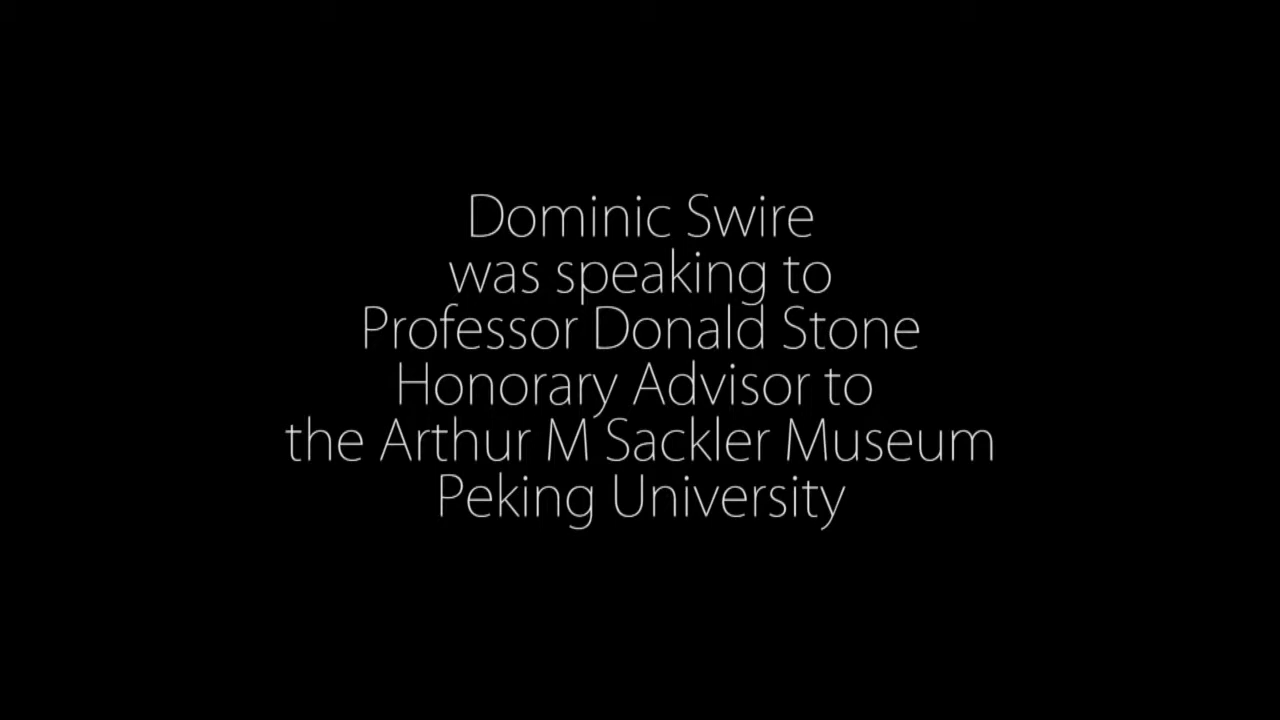 Dominic Swire
was speaking to
Professor Donald Stone
Honorary Advisor to
the Arthur M Sackler Museum
Peking University